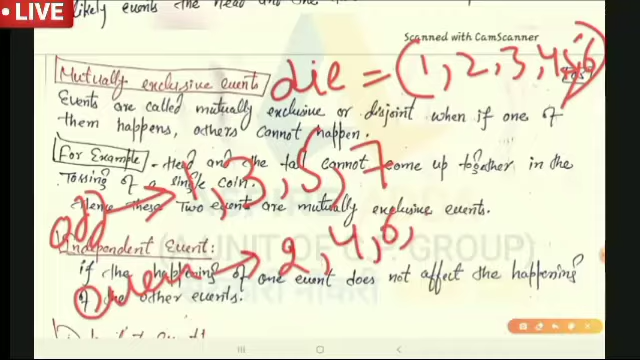 LIVE
likely events the head and the
Scanned with CamScanner
Mutually exclusive events die = (1, 2, 3, 4, 5, 6)
Events are called mutually exclusive or disjoint when if one of
them happens, others cannot happen.
For Example - Head and the tail cannot come up together in the
Tossing of a single coin. 1, 3, 5, 7
Hence these Two event are mutually exclusive events.
odd
Independent Event: 2, 4, 6,
if the happening of one event does not affect the happening
of the other events.
even